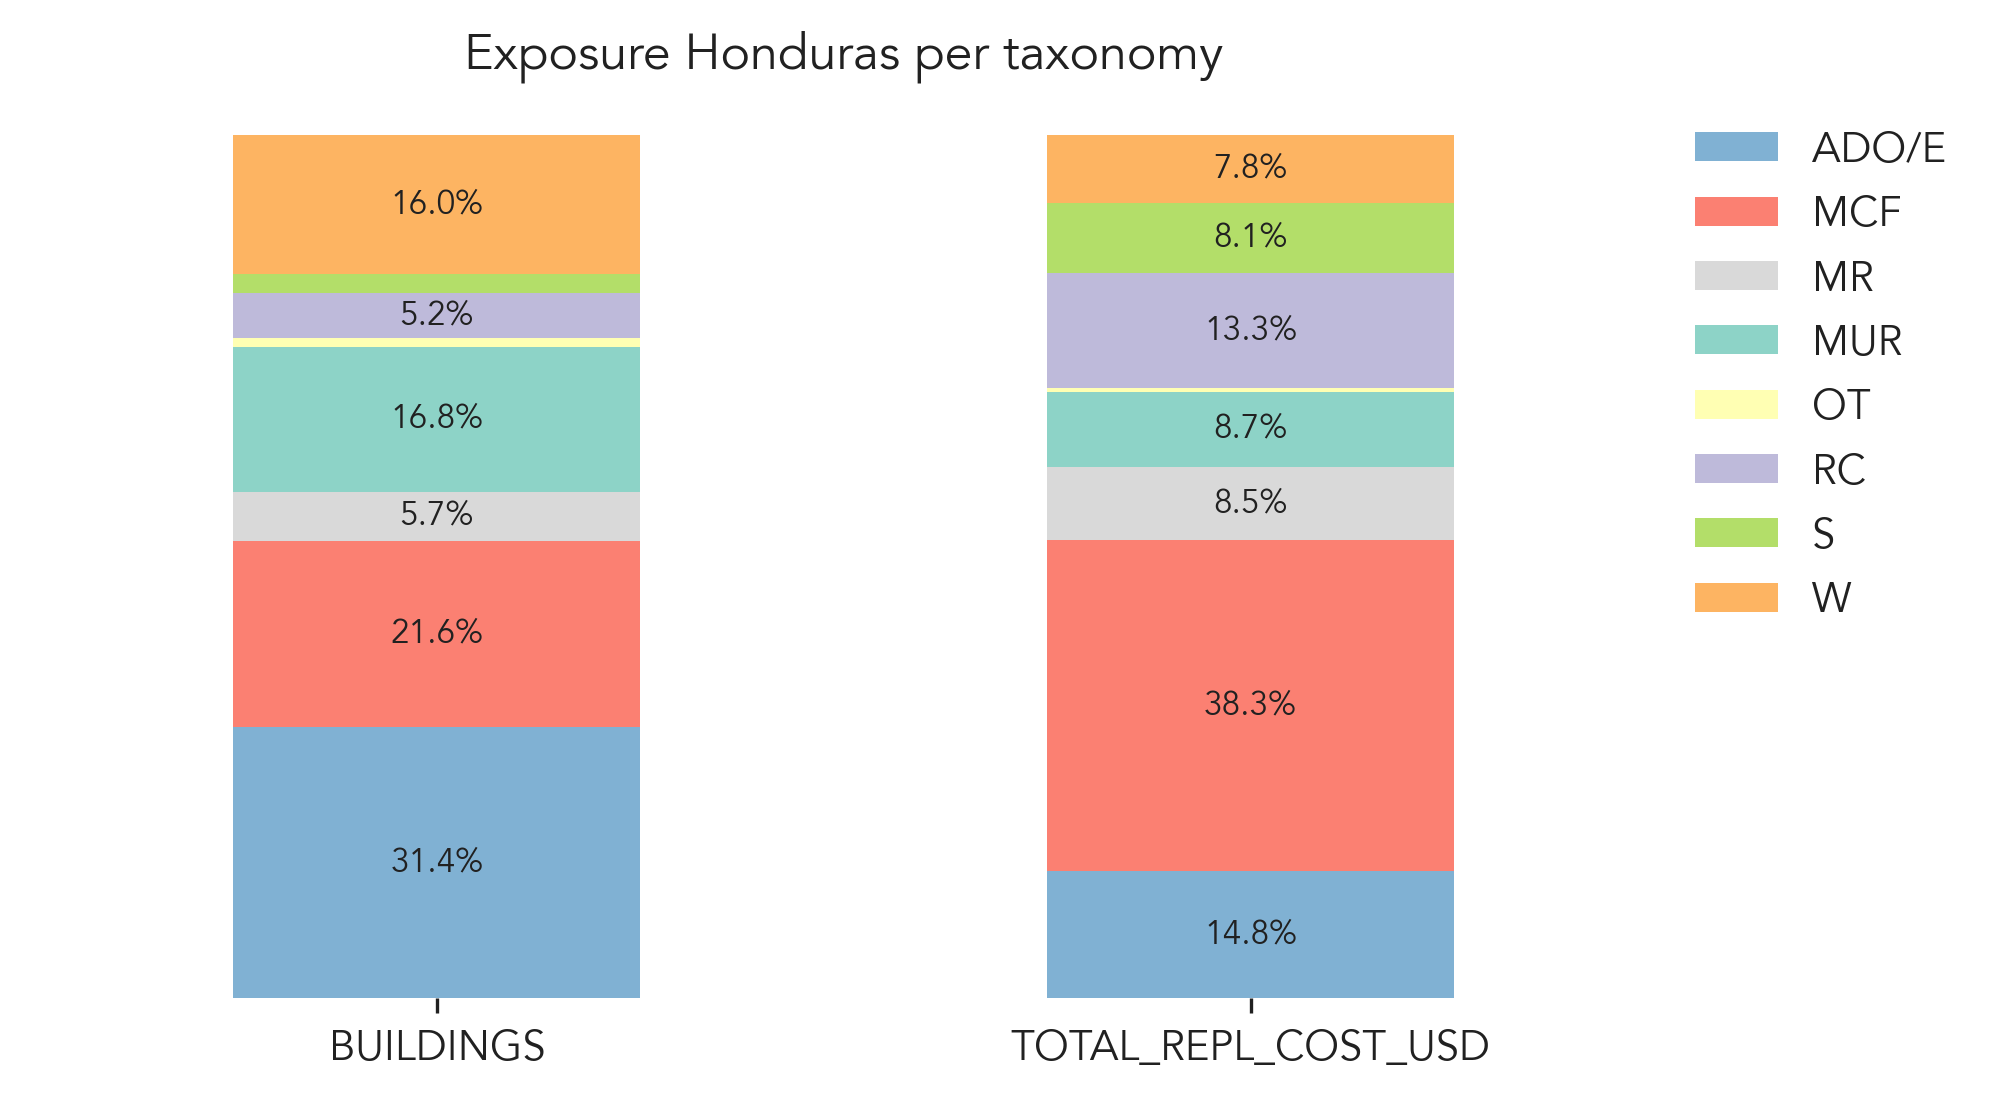 Exposure Honduras per taxonomy
16.0%
5.2%
16.8%
5.7%
21.6%
31.4%
BUILDINGS
7.8%
8.1%
13.3%
8.7%
8.5%
38.3%
14.8%
TOTAL_REPL_COST_USD
ADO/E
MCF
MR
MUR
OT
RC
S
W